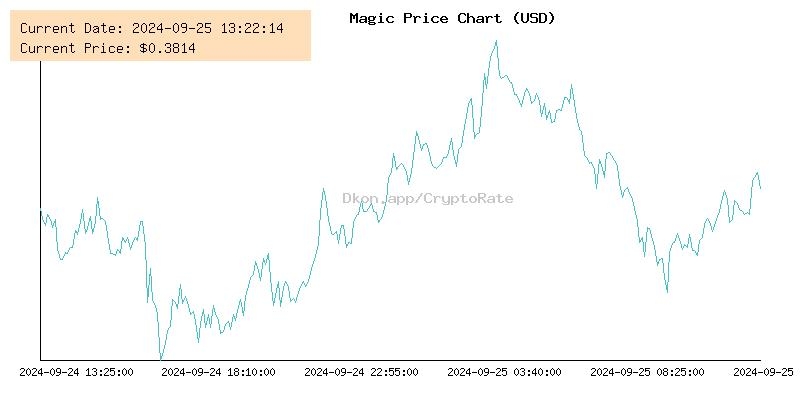 Magic Price Chart (USD)
Current Date: 2024-09-25 13:22:14
Current Price: $0.3814
Dkon.app/CryptoRate
2024-09-24 13:25:00
2024-09-24 18:10:00
2024-09-24 22:55:00
2024-09-25 03:40:00
2024-09-25 08:25:00
2024-09-25